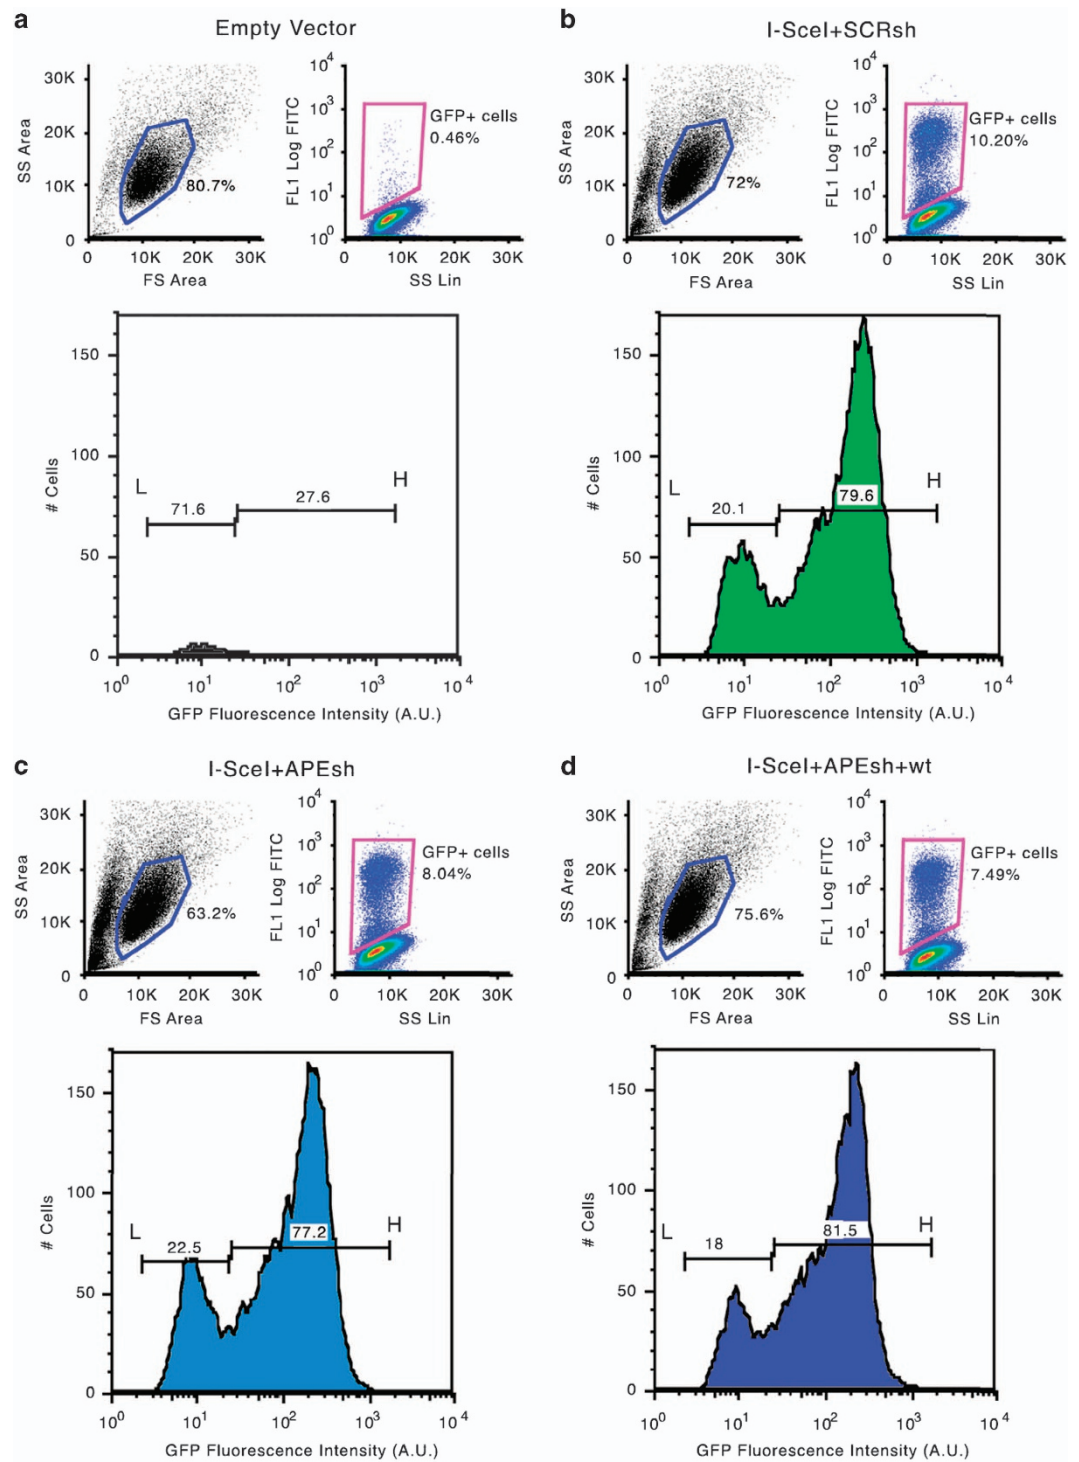 a
Empty Vector
30K
20K
10K
0
SS Area
80.7%
0 10K 20K 30K
FS Area
10^4
10^3
10^2
10^1
10^0
FL1 Log FITC
GFP+ cells
0.46%
0 10K 20K 30K
SS Lin
150
100
50
0
# Cells
L
71.6
27.6
H
10^0 10^1 10^2 10^3 10^4
GFP Fluorescence Intensity (A.U.)
b
I-SceI+SCRsh
30K
20K
10K
0
SS Area
72%
0 10K 20K 30K
FS Area
10^4
10^3
10^2
10^1
10^0
FL1 Log FITC
GFP+ cells
10.20%
0 10K 20K 30K
SS Lin
150
100
50
0
# Cells
L
20.1
79.6
H
10^0 10^1 10^2 10^3 10^4
GFP Fluorescence Intensity (A.U.)
c
I-SceI+APEsh
30K
20K
10K
0
SS Area
63.2%
0 10K 20K 30K
FS Area
10^4
10^3
10^2
10^1
10^0
FL1 Log FITC
GFP+ cells
8.04%
0 10K 20K 30K
SS Lin
150
100
50
0
# Cells
L
22.5
77.2
H
10^0 10^1 10^2 10^3 10^4
GFP Fluorescence Intensity (A.U.)
d
I-SceI+APEsh+wt
30K
20K
10K
0
SS Area
75.6%
0 10K 20K 30K
FS Area
10^4
10^3
10^2
10^1
10^0
FL1 Log FITC
GFP+ cells
7.49%
0 10K 20K 30K
SS Lin
150
100
50
0
# Cells
L
18
81.5
H
10^0 10^1 10^2 10^3 10^4
GFP Fluorescence Intensity (A.U.)